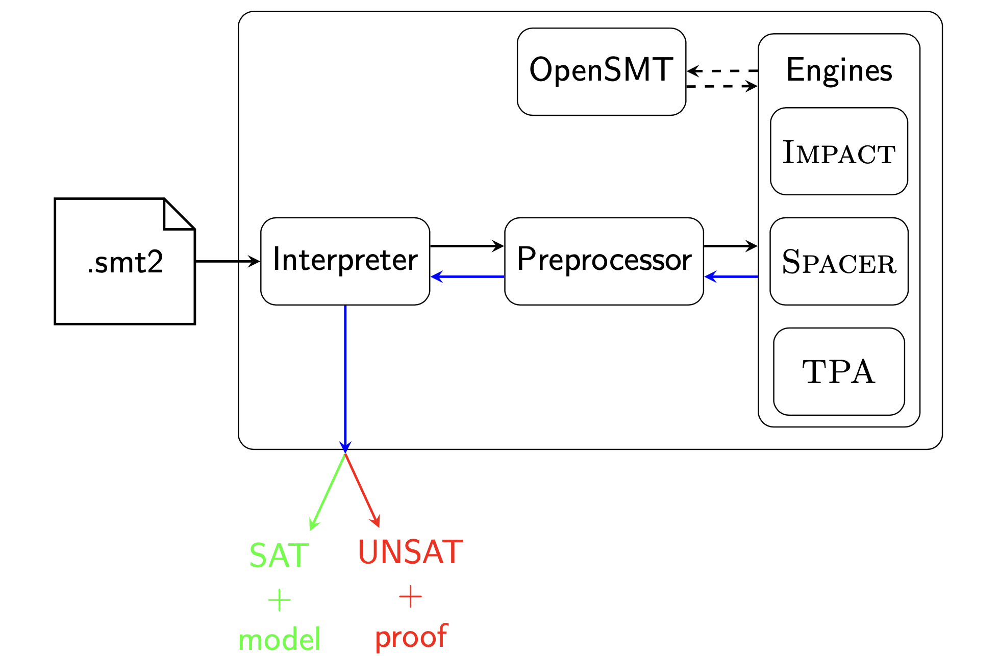 OpenSMT
Engines
IMPACT
.smt2
Interpreter
Preprocessor
SPACER
TPA
SAT
+
model
UNSAT
+
proof